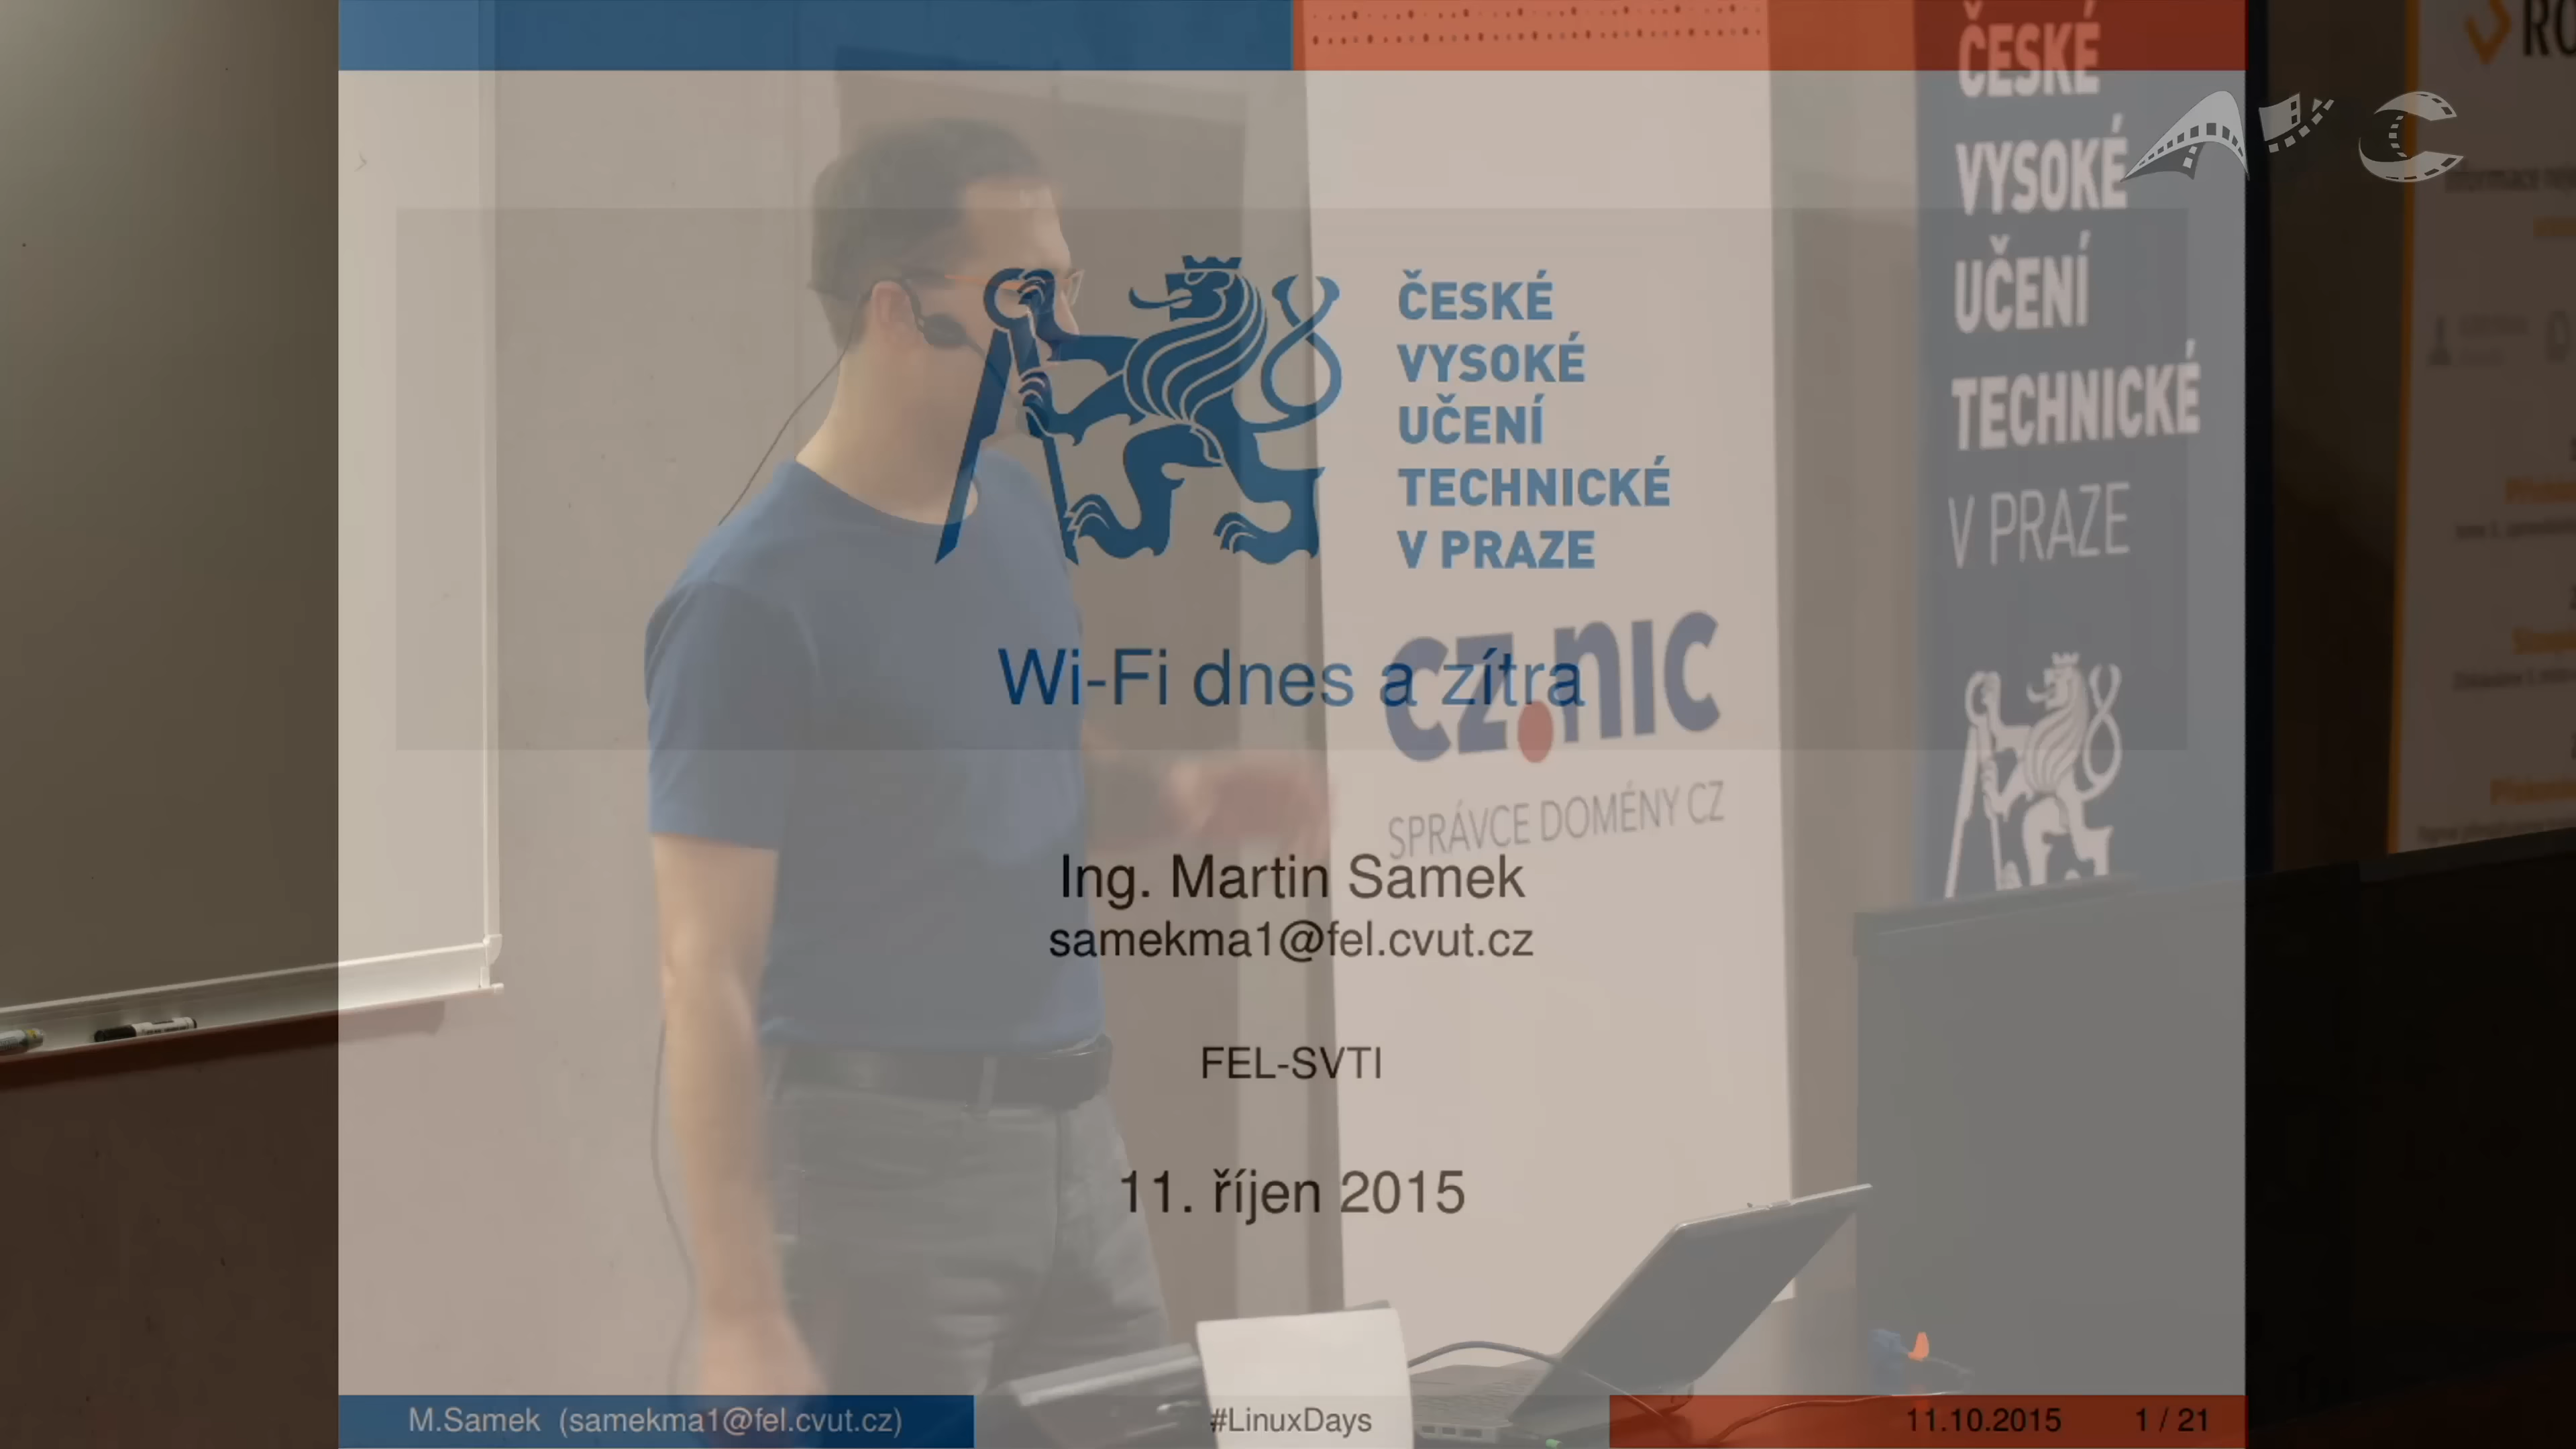 ČESKÉ
VYSOKÉ
UČENÍ
TECHNICKÉ
V PRAZE
Wi-Fi dnes a zítra
Ing. Martin Samek
samekma1@fel.cvut.cz
FEL-SVTI
11. říjen 2015
M.Samek (samekma1@fel.cvut.cz)
#LinuxDays
11.10.2015
1 / 21
CZ.NIC
SPRÁVCE DOMÉNY CZ
ČESKÉ
VYSOKÉ
UČENÍ
TECHNICKÉ
V PRAZE